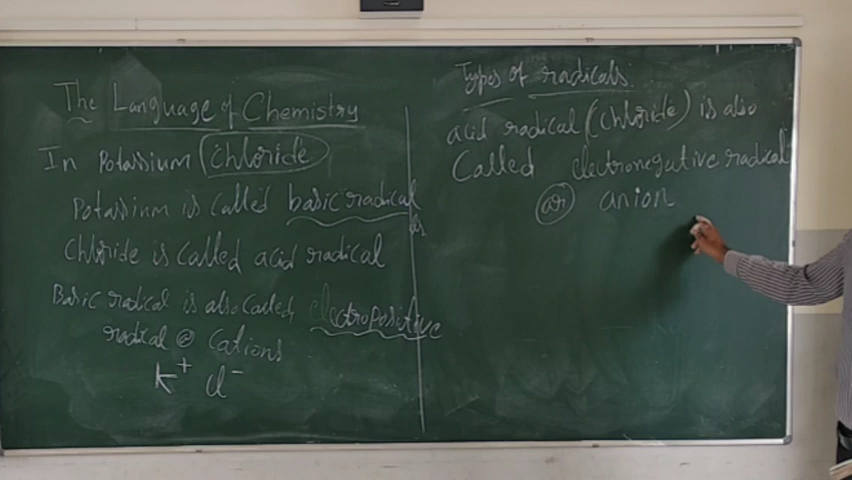 The Language of Chemistry
In Potassium Chloride
Potassium is called basic radical
Chloride is called acid radical
Basic radical is also called electropositive
radical or Cations
K+ Cl-
Types of radicals.
acid radical (Chloride) is also
Called electronegative radical
or anion